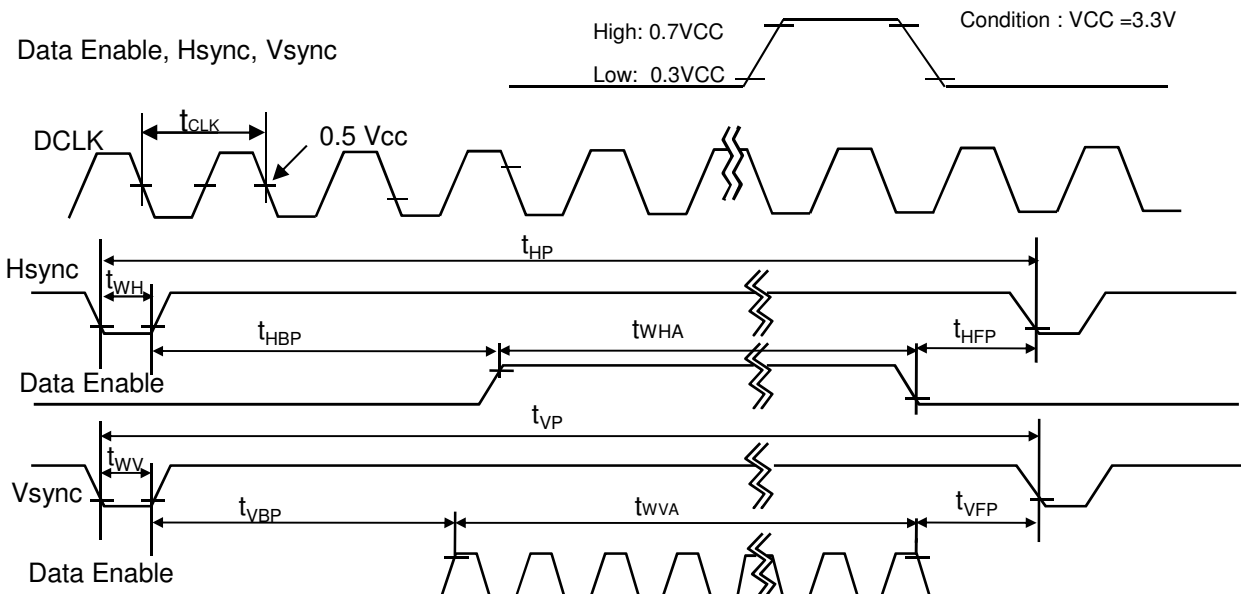 Condition : VCC =3.3V
High: 0.7VCC
Data Enable, Hsync, Vsync
Low: 0.3VCC
tCLK
0.5 Vcc
DCLK
tHP
Hsync
tWH
tHBP
tWHA
tHFP
Data Enable
tVP
tWV
Vsync
tVBP
tWVA
tVFP
Data Enable